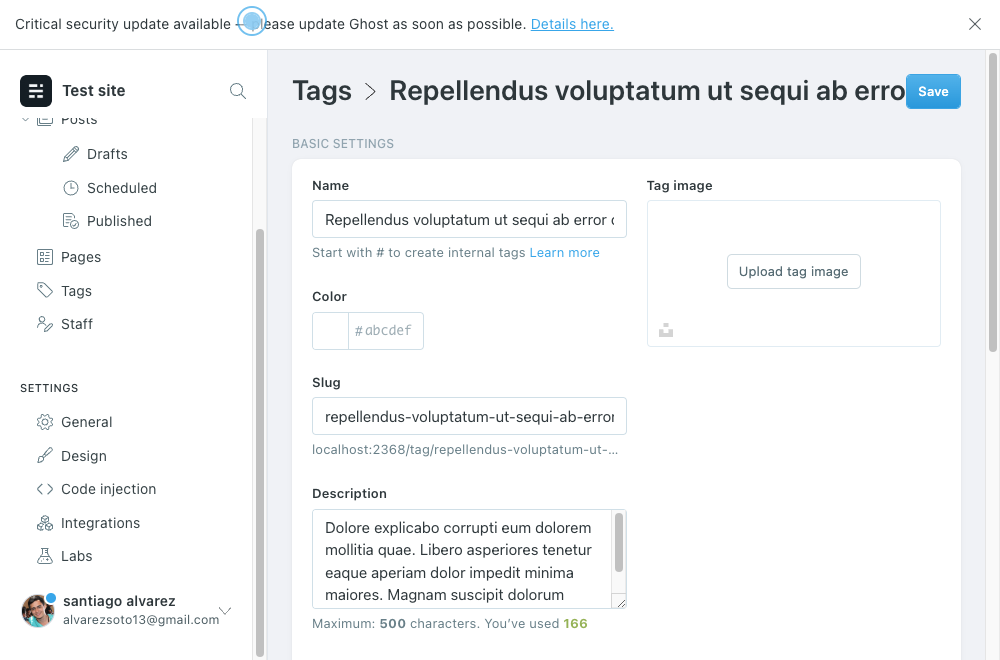 Critical security update available – please update Ghost as soon as possible. Details here.
Test site
Posts
Drafts
Scheduled
Published
Pages
Tags
Staff
SETTINGS
General
Design
Code injection
Integrations
Labs
santiago alvarez
alvarezsoto13@gmail.com
Tags > Repellendus voluptatum ut sequi ab erro
Save
BASIC SETTINGS
Name
Repellendus voluptatum ut sequi ab error
Start with # to create internal tags Learn more
Color
# abcdef
Slug
repellendus-voluptatum-ut-sequi-ab-error
localhost:2368/tag/repellendus-voluptatum-ut-...
Description
Dolore explicabo corrupti eum dolorem
mollitia quae. Libero asperiores tenetur
eaque aperiam dolor impedit minima
maiores. Magnam suscipit dolorum
Maximum: 500 characters. You’ve used 166
Tag image
Upload tag image